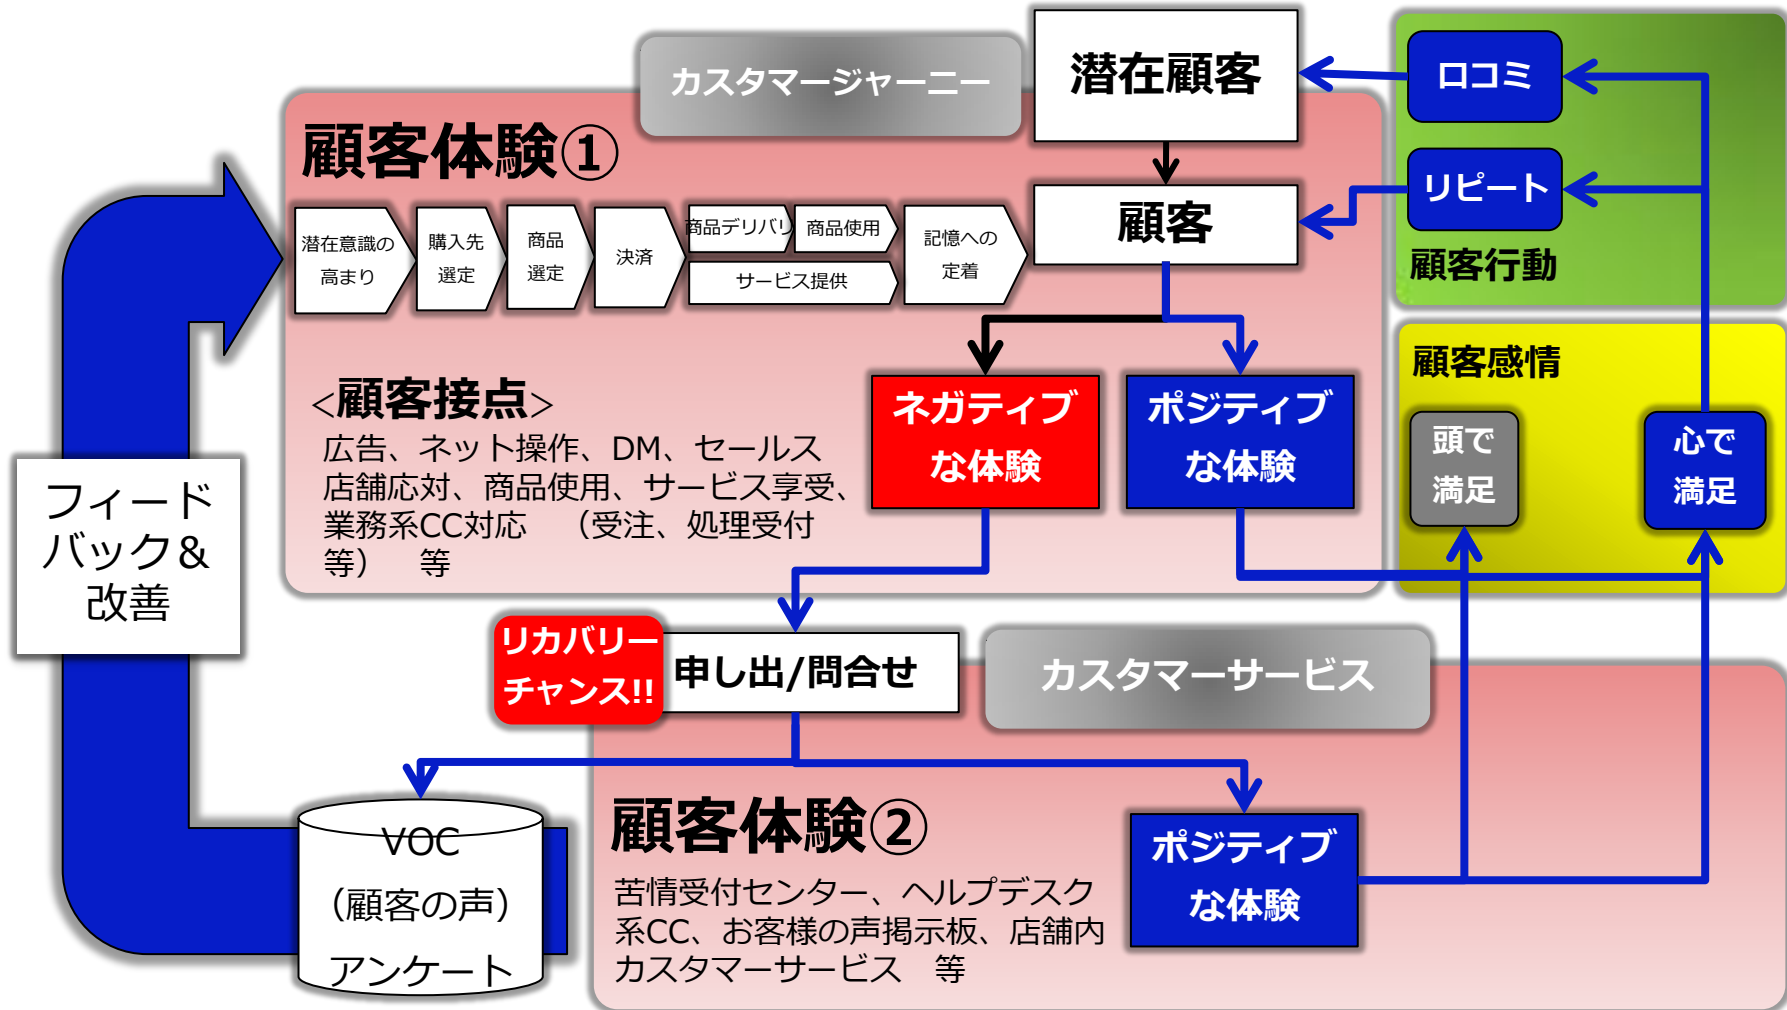 カスタマージャーニー
潜在顧客
口コミ
リピート
顧客行動
顧客体験①
顧客
潜在意識の
高まり
購入先
選定
商品
選定
決済
商品デリバリ
商品使用
サービス提供
記憶への
定着
顧客感情
頭で
満足
心で
満足
<顧客接点>
広告、ネット操作、DM、セールス
店舗応対、商品使用、サービス享受、
業務系CC対応　（受注、処理受付
等）　等
ネガティブ
な体験
ポジティブ
な体験
フィード
バック＆
改善
リカバリー
チャンス!!
申し出/問合せ
カスタマーサービス
顧客体験②
苦情受付センター、ヘルプデスク
系CC、お客様の声掲示板、店舗内
カスタマーサービス　等
ポジティブ
な体験
VOC
（顧客の声）
アンケート